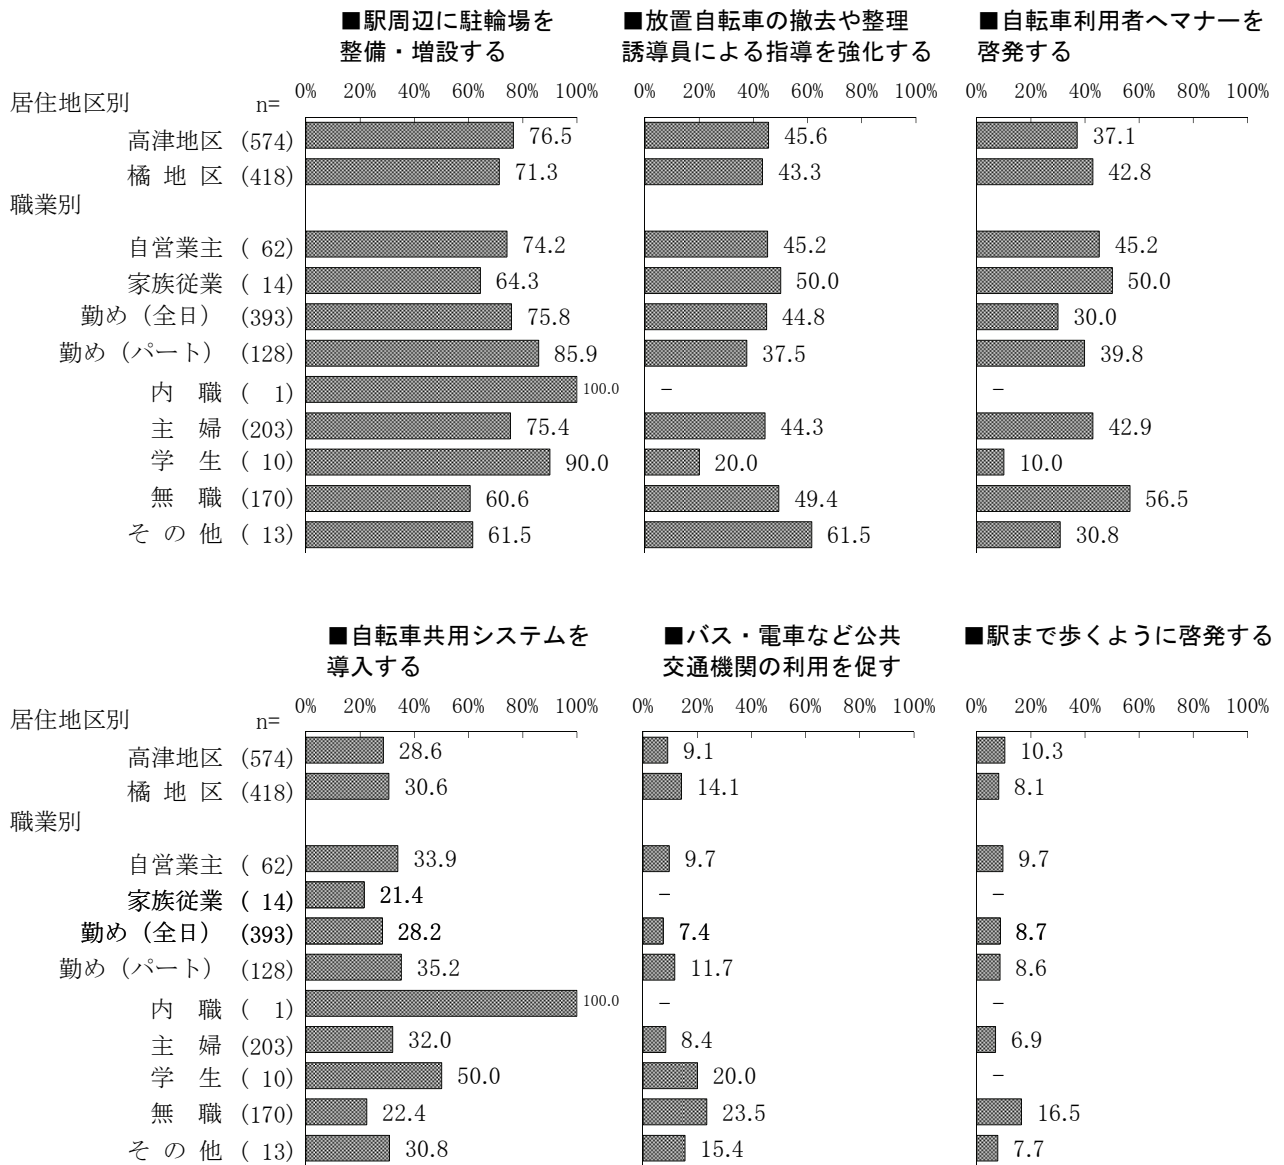 ■駅周辺に駐輪場を
整備・増設する
■放置自転車の撤去や整理
誘導員による指導を強化する
■自転車利用者へマナーを
啓発する
居住地区別 n= 0% 20% 40% 60% 80% 100% 0% 20% 40% 60% 80% 100% 0% 20% 40% 60% 80% 100%
高津地区 (574) 76.5 45.6 37.1
橘 地 区 (418) 71.3 43.3 42.8
職業別
自営業主 ( 62) 74.2 45.2 45.2
家族従業 ( 14) 64.3 50.0 50.0
勤め（全日） (393) 75.8 44.8 30.0
勤め（パート） (128) 85.9 37.5 39.8
内 職 ( 1) 100.0 − −
主 婦 (203) 75.4 44.3 42.9
学 生 ( 10) 90.0 20.0 10.0
無 職 (170) 60.6 49.4 56.5
そ の 他 ( 13) 61.5 61.5 30.8
■自転車共用システムを
導入する
■バス・電車など公共
交通機関の利用を促す
■駅まで歩くように啓発する
居住地区別 n= 0% 20% 40% 60% 80% 100% 0% 20% 40% 60% 80% 100% 0% 20% 40% 60% 80% 100%
高津地区 (574) 28.6 9.1 10.3
橘 地 区 (418) 30.6 14.1 8.1
職業別
自営業主 ( 62) 33.9 9.7 9.7
家族従業 ( 14) 21.4 − −
勤め（全日） (393) 28.2 7.4 8.7
勤め（パート） (128) 35.2 11.7 8.6
内 職 ( 1) 100.0 − −
主 婦 (203) 32.0 8.4 6.9
学 生 ( 10) 50.0 20.0 −
無 職 (170) 22.4 23.5 16.5
そ の 他 ( 13) 30.8 15.4 7.7